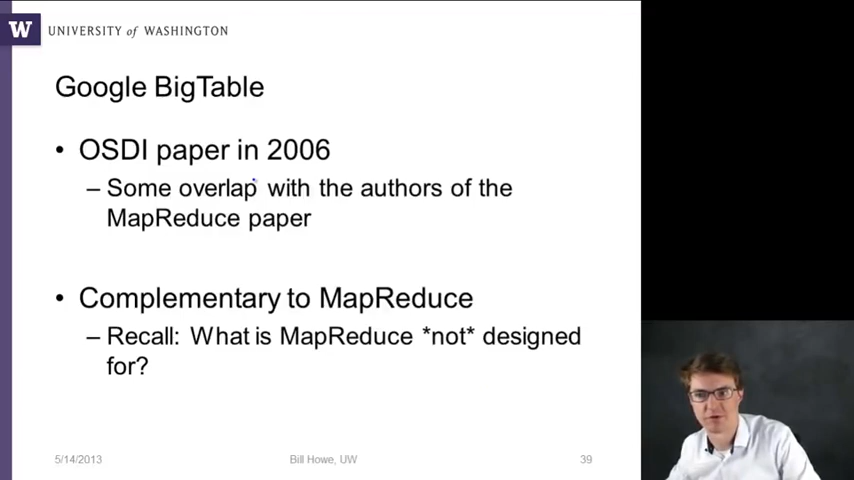 W UNIVERSITY of WASHINGTON
Google BigTable
• OSDI paper in 2006
– Some overlap with the authors of the
MapReduce paper
• Complementary to MapReduce
– Recall: What is MapReduce *not* designed
for?
5/14/2013 Bill Howe, UW 39